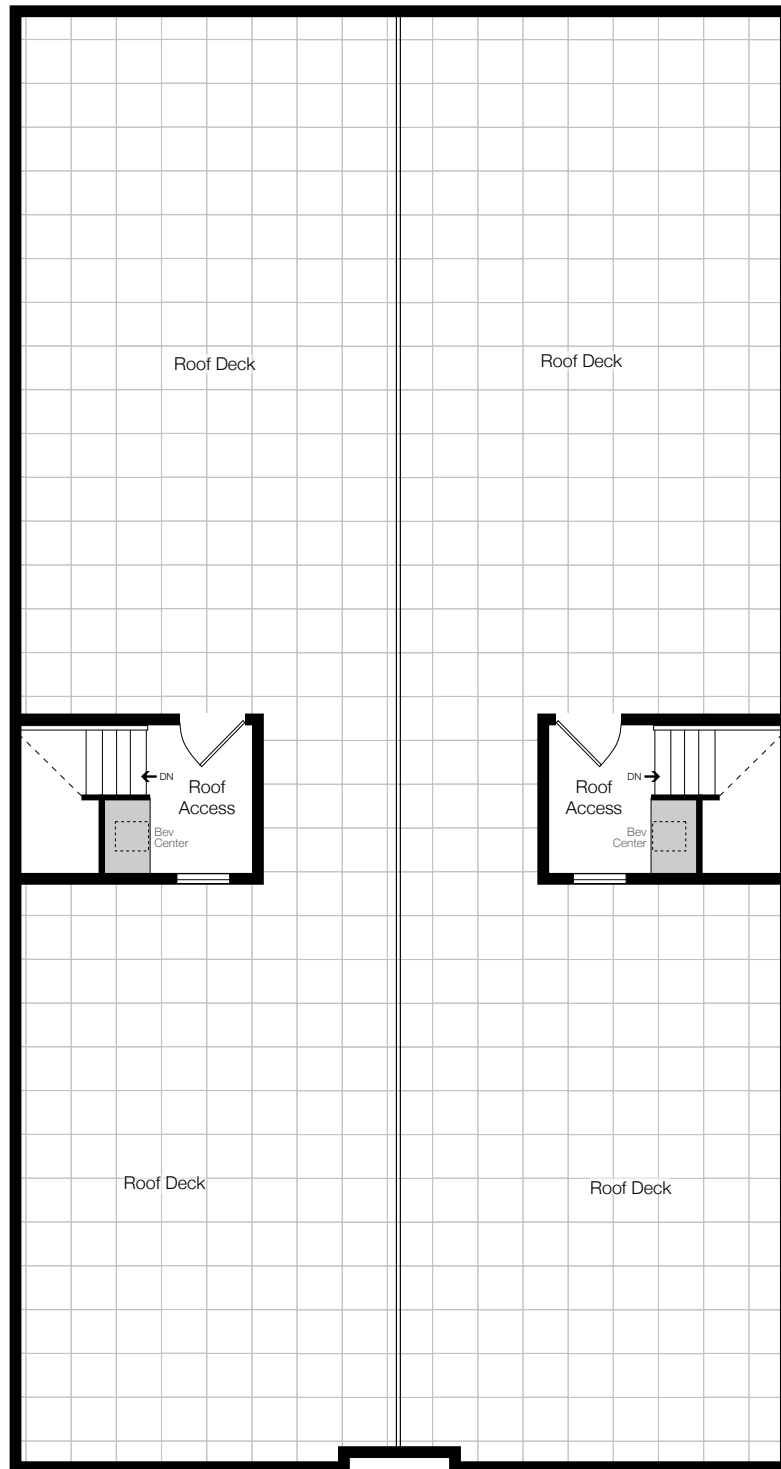 Roof Deck
Roof Deck
DN
Roof
Access
Bev
Center
Roof
Access
DN
Bev
Center
Roof Deck
Roof Deck